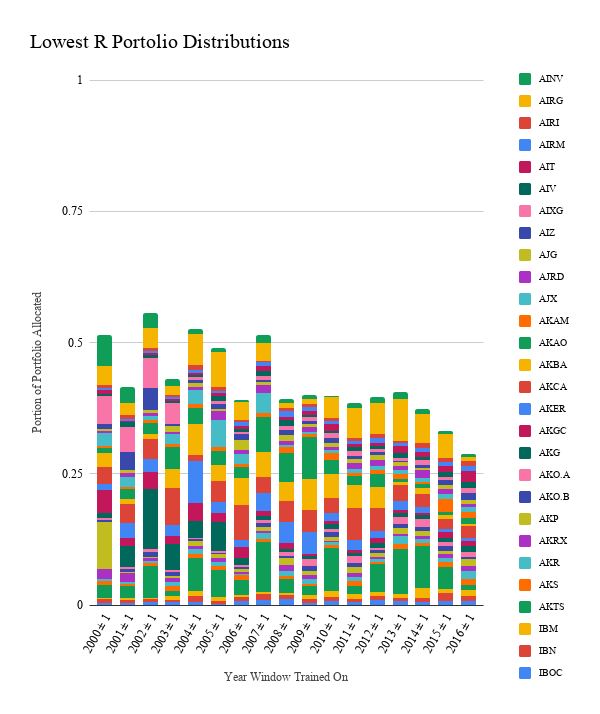 Lowest R Portolio Distributions
1
0.75
0.5
0.25
0
Portion of Portfolio Allocated
2000±1
2001±1
2002±1
2003±1
2004±1
2005±1
2006±1
2007±1
2008±1
2009±1
2010±1
2011±1
2012±1
2013±1
2014±1
2015±1
2016±1
Year Window Trained On
AINV
AIRG
AIRI
AIRM
AIT
AIV
AIXG
AIZ
AJG
AJRD
AJX
AKAM
AKAO
AKBA
AKCA
AKER
AKGC
AKG
AKO.A
AKO.B
AKP
AKRX
AKR
AKS
AKTS
IBM
IBN
IBOC